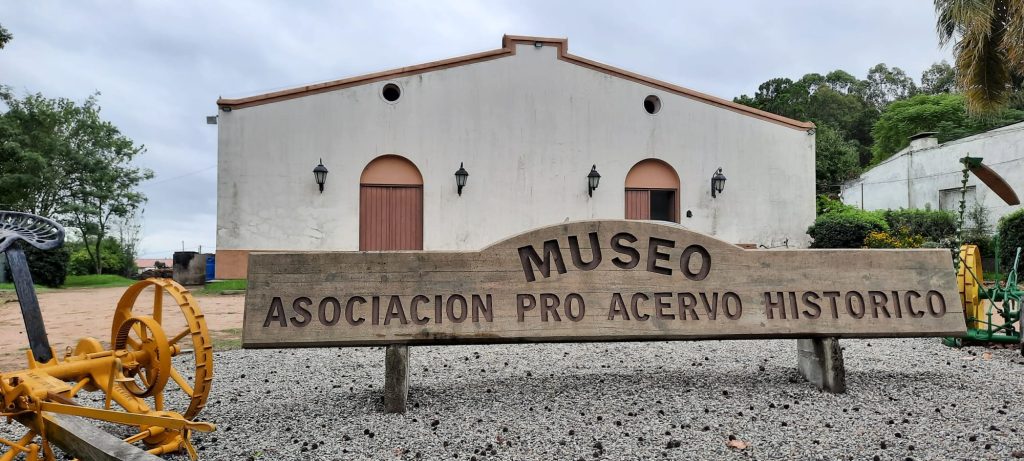 MUSEO
ASOCIACION PRO ACERVO HISTORICO